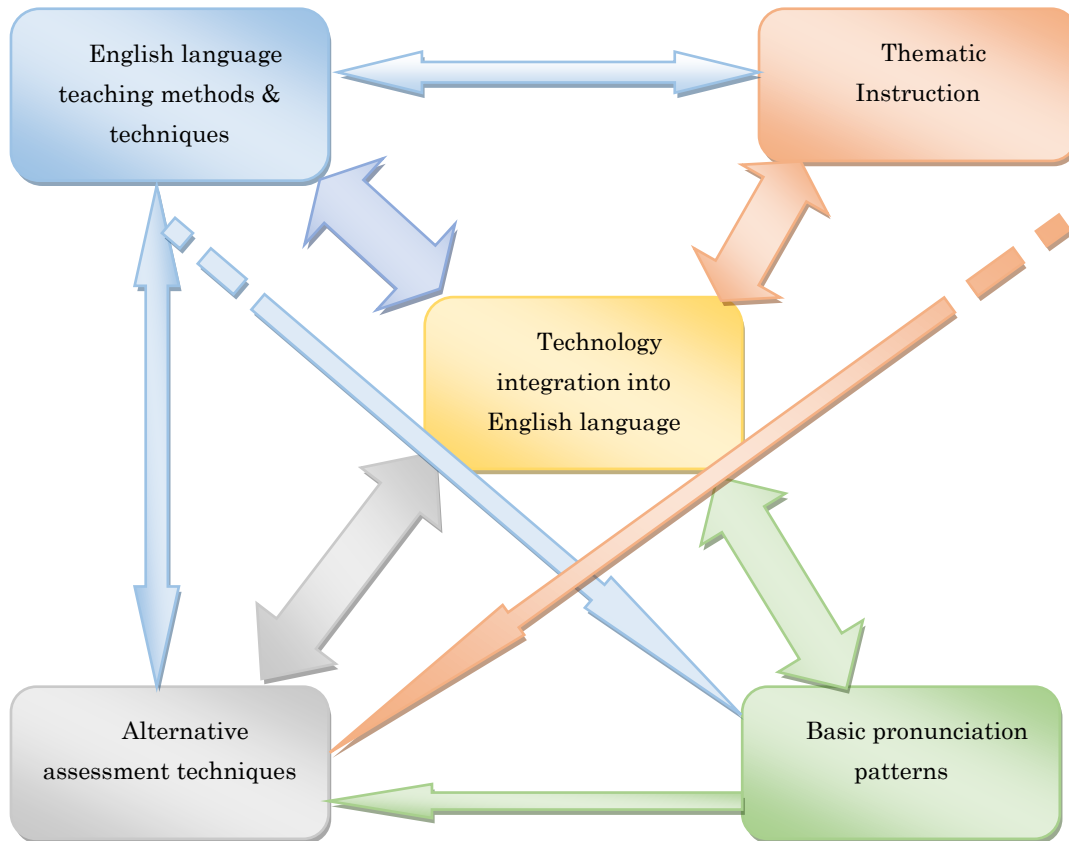 English language
teaching methods &
techniques
Thematic
Instruction
Technology
integration into
English language
Alternative
assessment techniques
Basic pronunciation
patterns